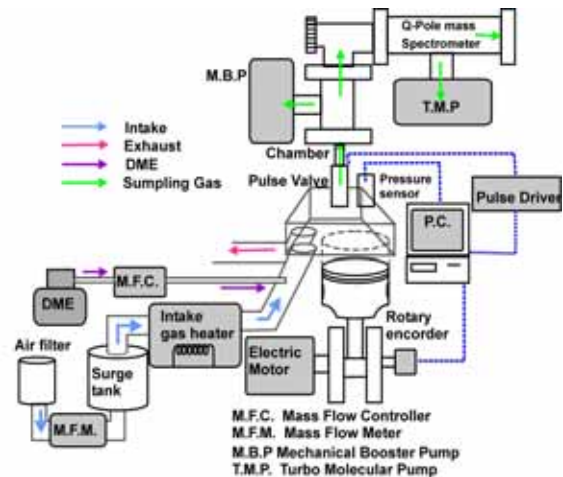 Q-Pole mass
Spectrometer
M.B.P
T.M.P
Intake
Exhaust
DME
Sumpling Gas
Chamber
Pulse Valve
Pressure
sensor
P.C.
Pulse Driver
M.F.C.
DME
Intake
gas heater
Air filter
Surge
tank
M.F.M.
Electric
Motor
Rotary
encorder
M.F.C. Mass Flow Controller
M.F.M. Mass Flow Meter
M.B.P Mechanical Booster Pump
T.M.P. Turbo Molecular Pump